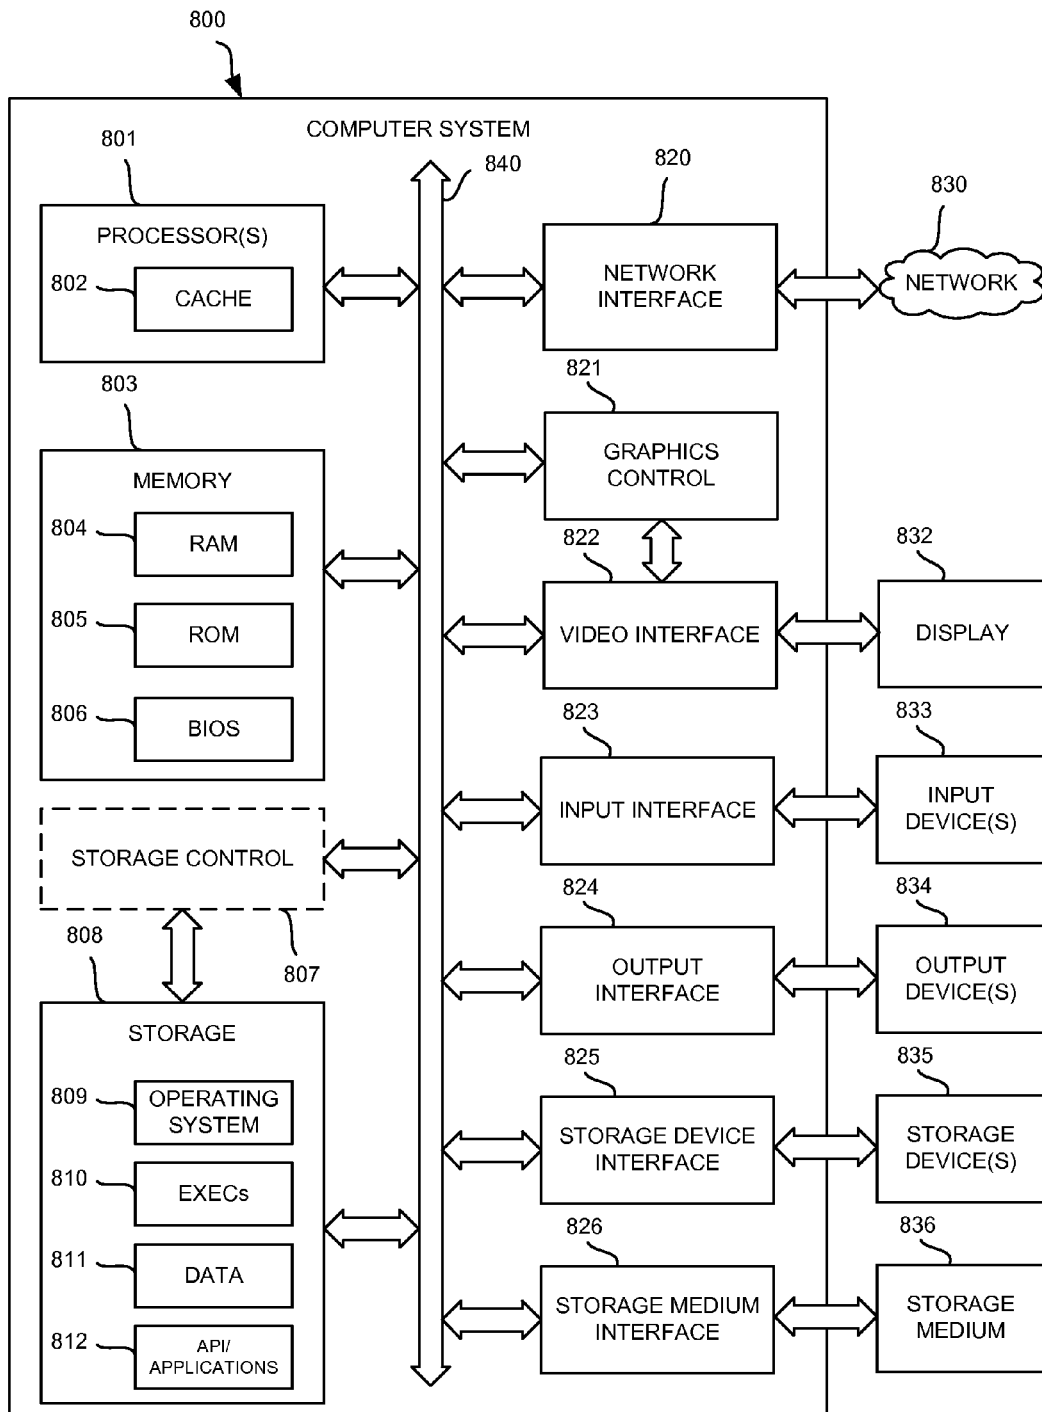 800
COMPUTER SYSTEM
801
840
820
830
PROCESSOR(S)
802
CACHE
NETWORK
INTERFACE
NETWORK
803
821
MEMORY
GRAPHICS
CONTROL
804
RAM
822
832
805
ROM
VIDEO INTERFACE
DISPLAY
806
BIOS
823
833
INPUT INTERFACE
INPUT
DEVICE(S)
STORAGE CONTROL
807
824
834
808
OUTPUT
INTERFACE
OUTPUT
DEVICE(S)
STORAGE
825
835
809
OPERATING
SYSTEM
STORAGE DEVICE
INTERFACE
STORAGE
DEVICE(S)
810
EXECs
826
836
811
DATA
STORAGE MEDIUM
INTERFACE
STORAGE
MEDIUM
812
API/
APPLICATIONS